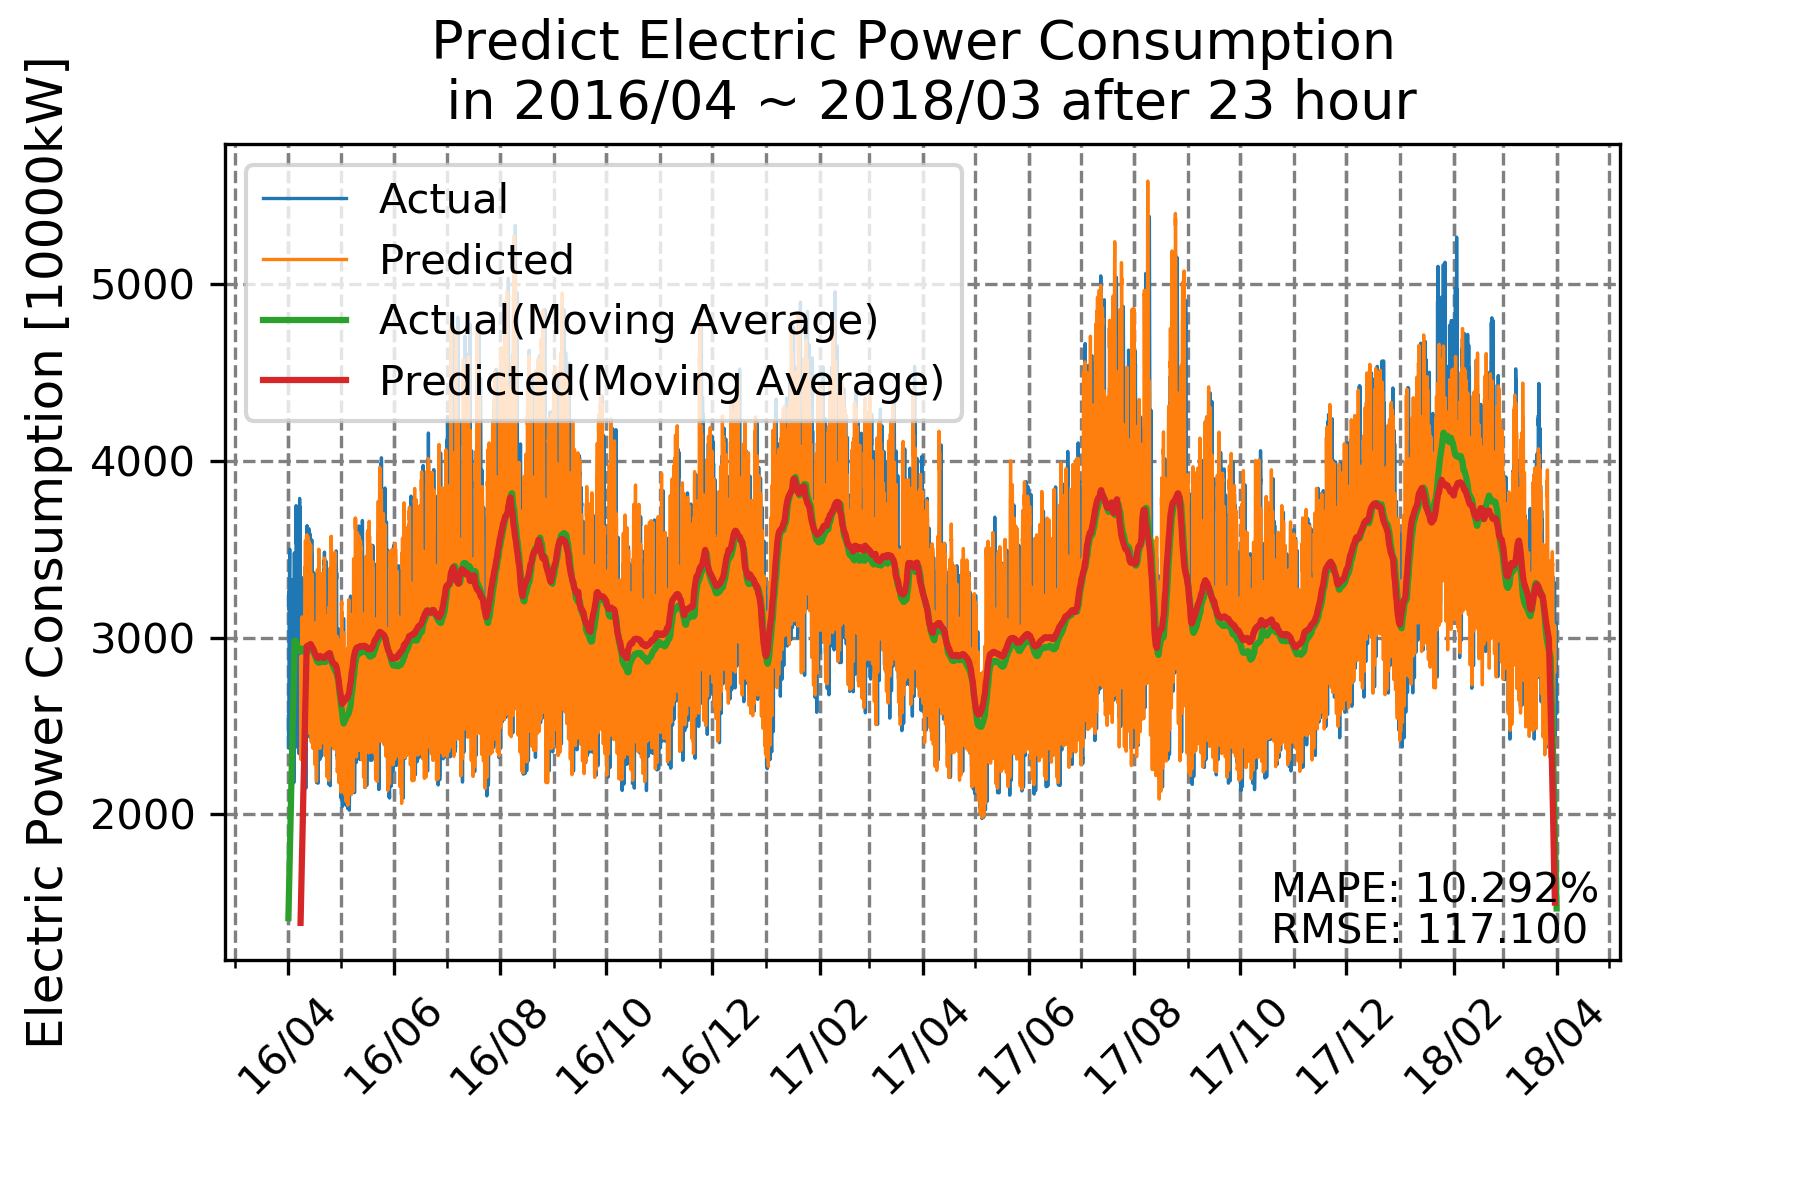 Predict Electric Power Consumption
in 2016/04 ~ 2018/03 after 23 hour
Electric Power Consumption [10000kW]
5000
4000
3000
2000
Actual
Predicted
Actual(Moving Average)
Predicted(Moving Average)
MAPE: 10.292%
RMSE: 117.100
16/04
16/06
16/08
16/10
16/12
17/02
17/04
17/06
17/08
17/10
17/12
18/02
18/04